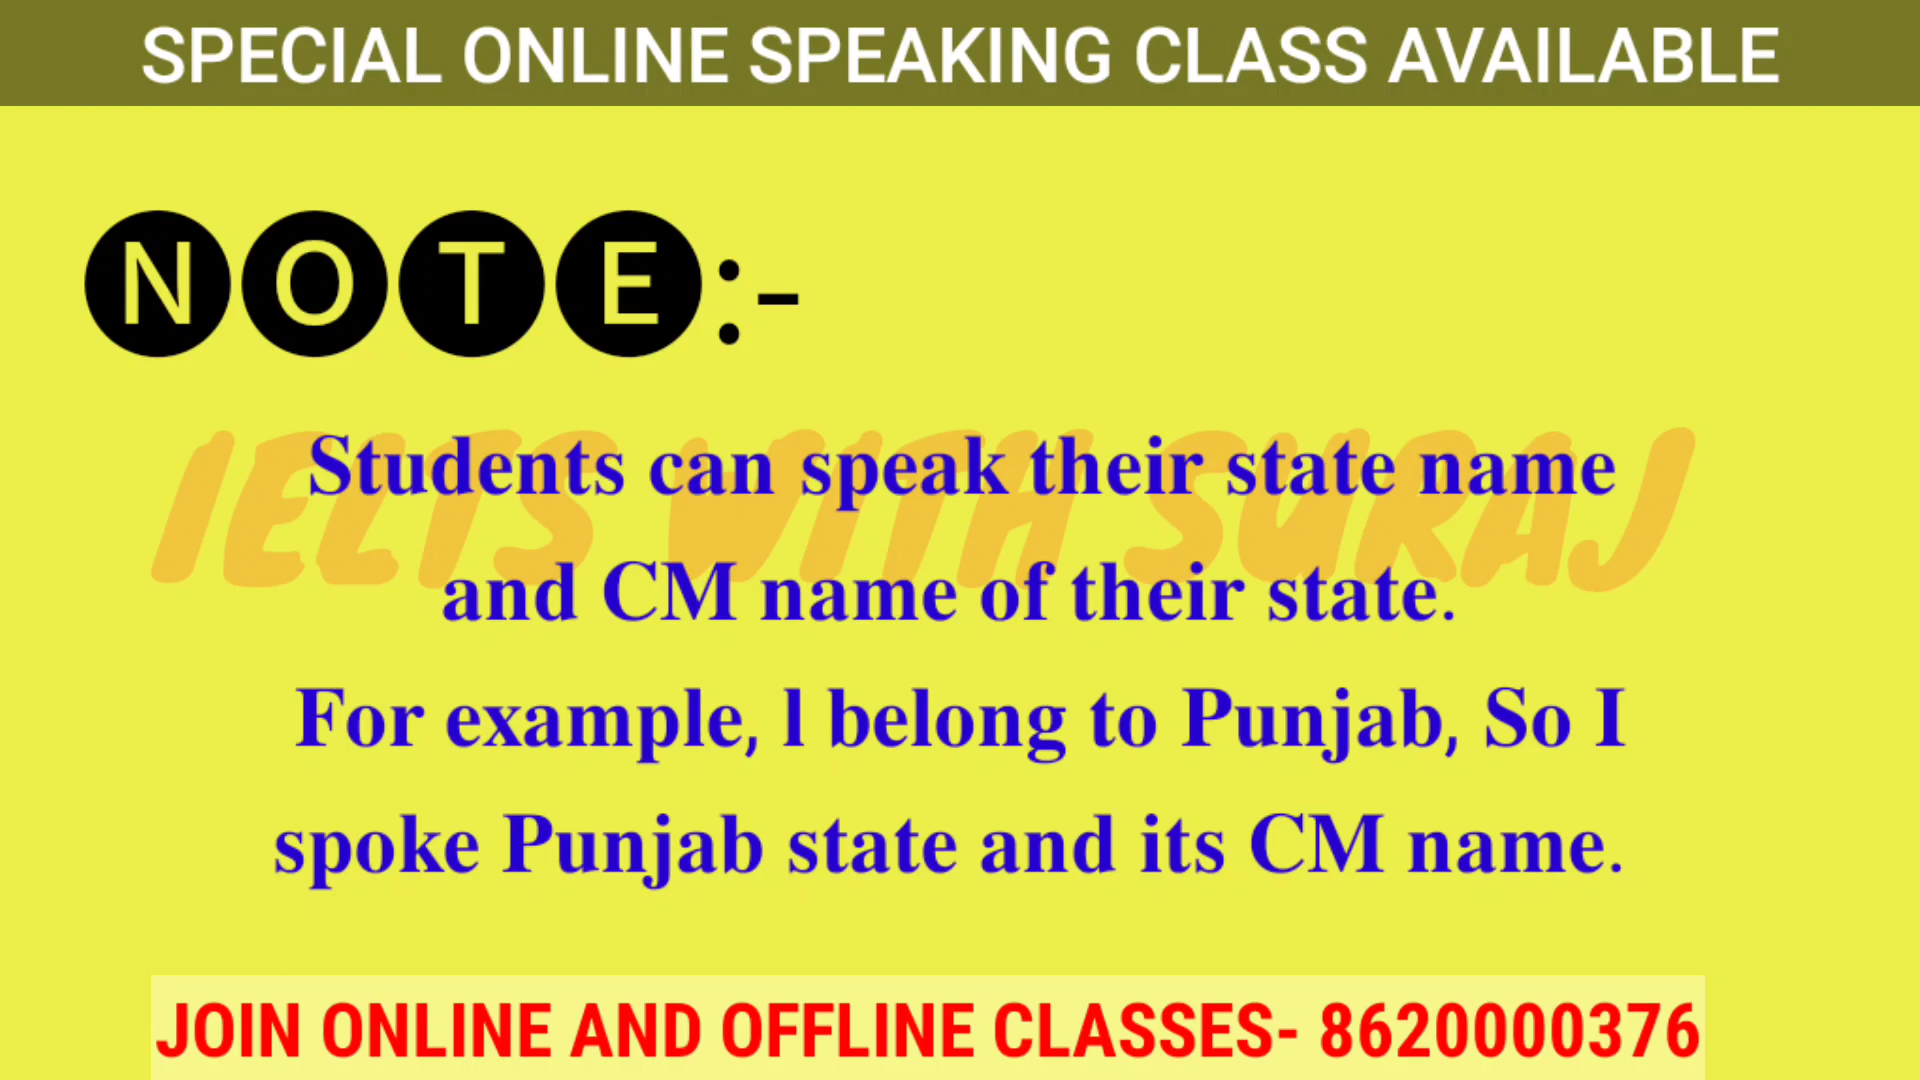 SPECIAL ONLINE SPEAKING CLASS AVAILABLE
🅝🅞🅣🅔:-
IELTS WITH SURAJ
Students can speak their state name
and CM name of their state.
For example, l belong to Punjab, So I
spoke Punjab state and its CM name.
JOIN ONLINE AND OFFLINE CLASSES- 8620000376